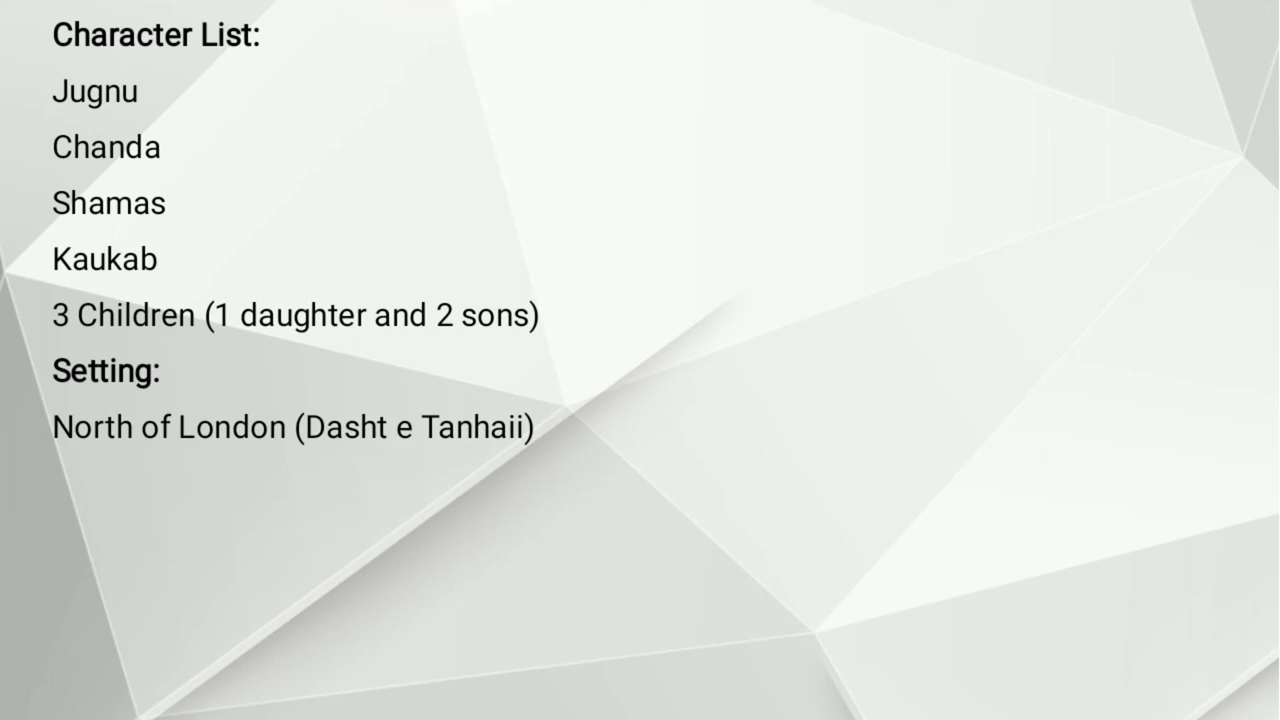 Character List:
Jugnu
Chanda
Shamas
Kaukab
3 Children (1 daughter and 2 sons)
Setting:
North of London (Dasht e Tanhaii)